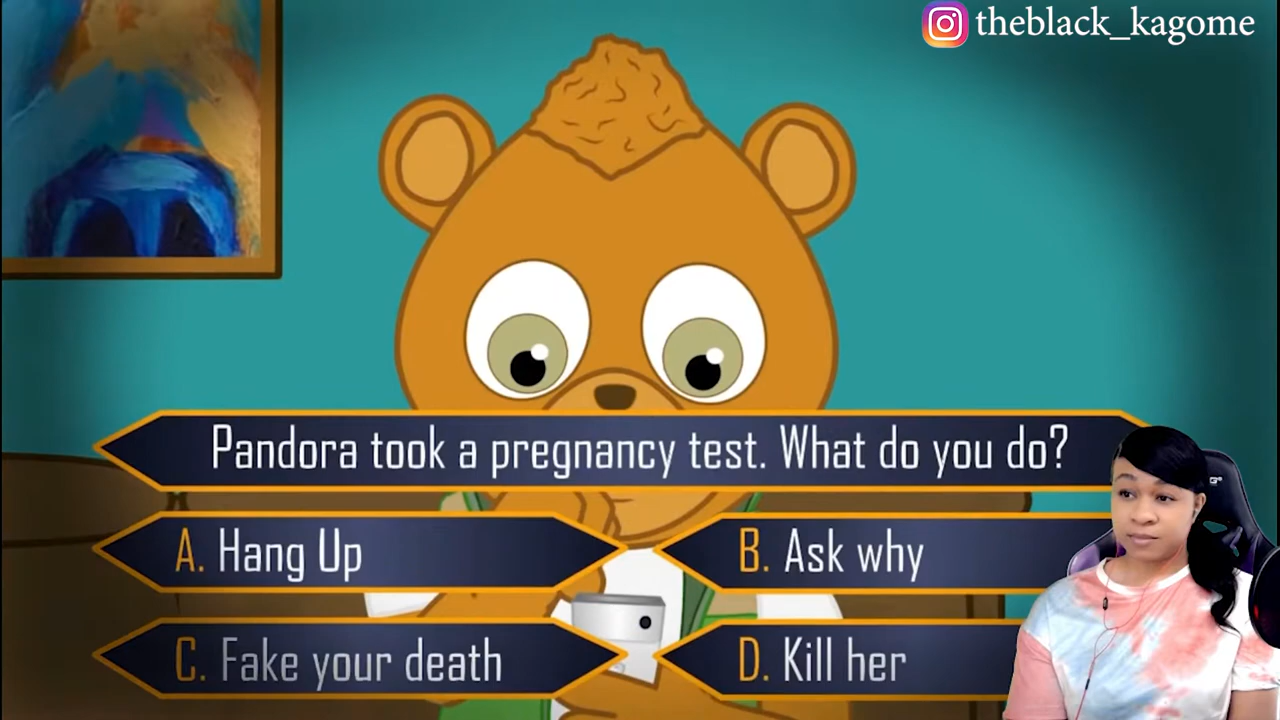 theblack_kagome
Pandora took a pregnancy test. What do you do?
A. Hang Up
B. Ask why
C. Fake your death
D. Kill her